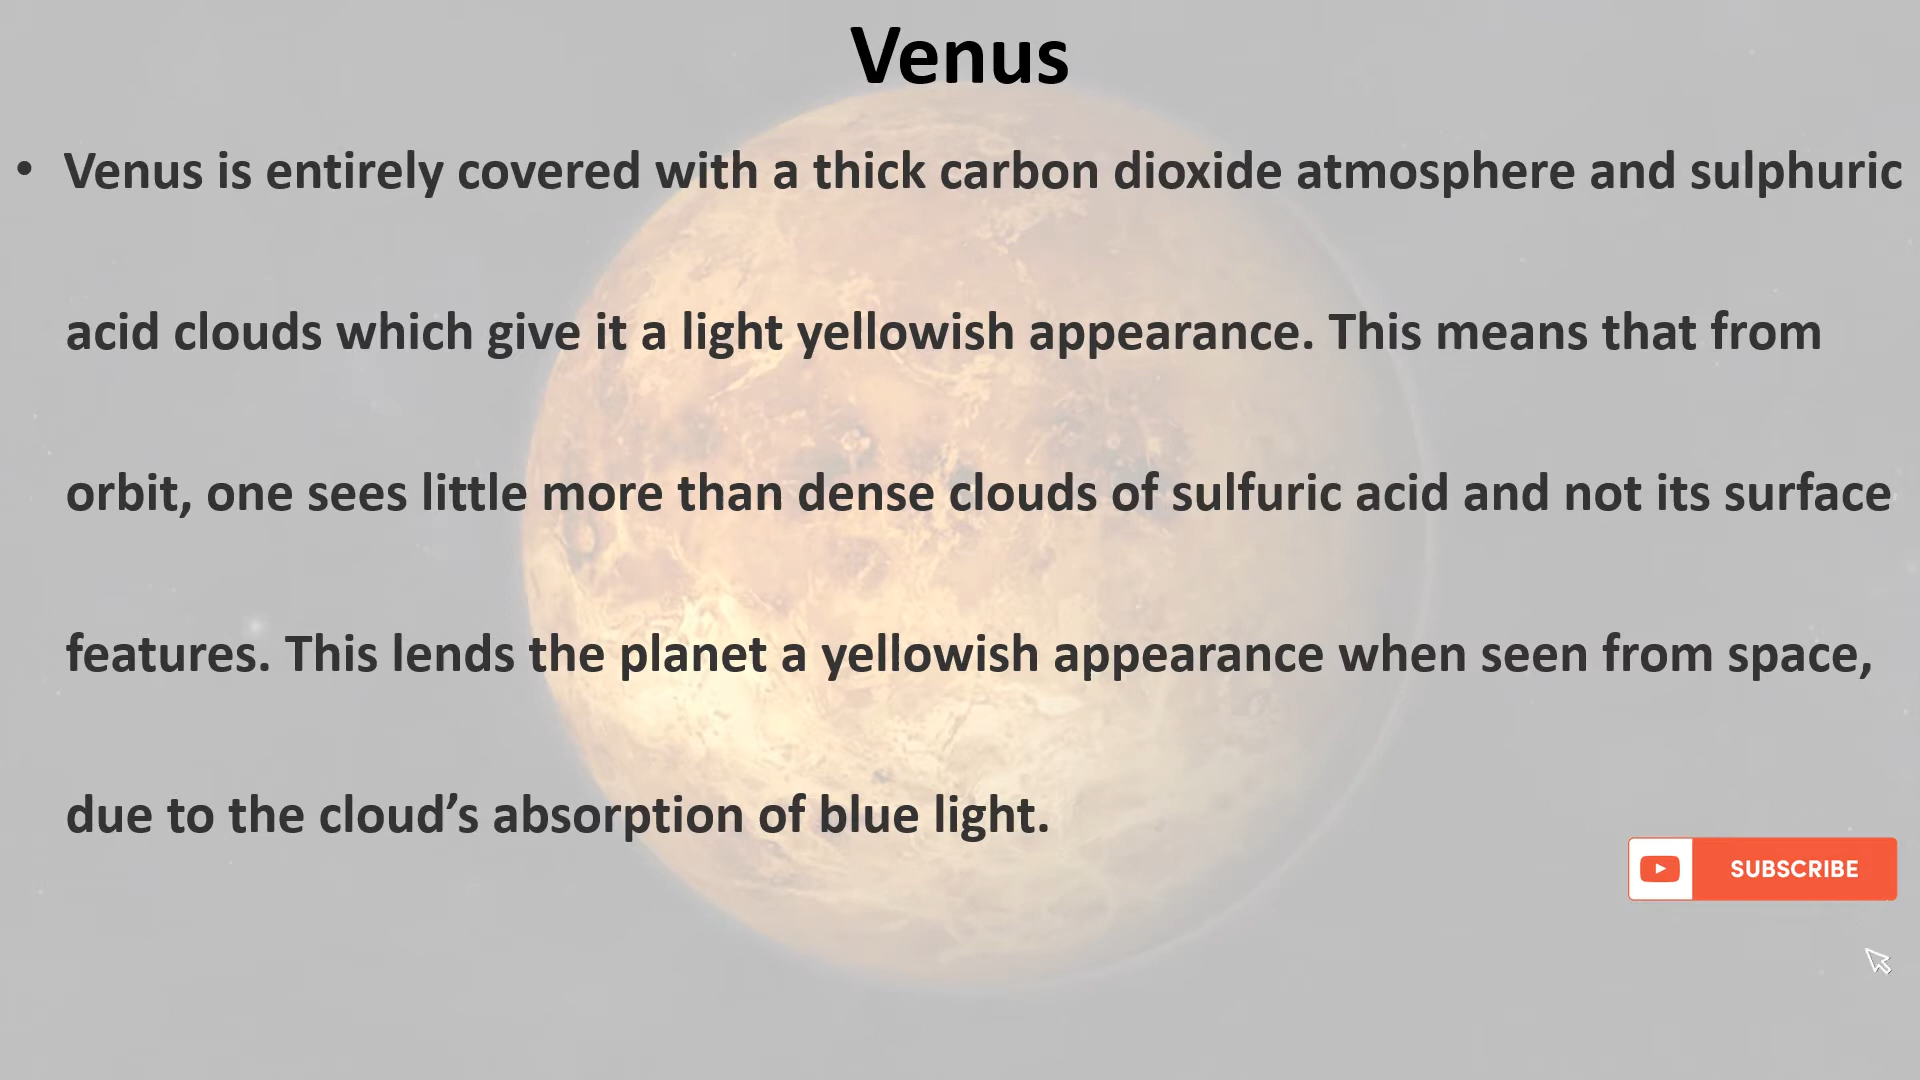 Venus
• Venus is entirely covered with a thick carbon dioxide atmosphere and sulphuric
acid clouds which give it a light yellowish appearance. This means that from
orbit, one sees little more than dense clouds of sulfuric acid and not its surface
features. This lends the planet a yellowish appearance when seen from space,
due to the cloud’s absorption of blue light.
SUBSCRIBE